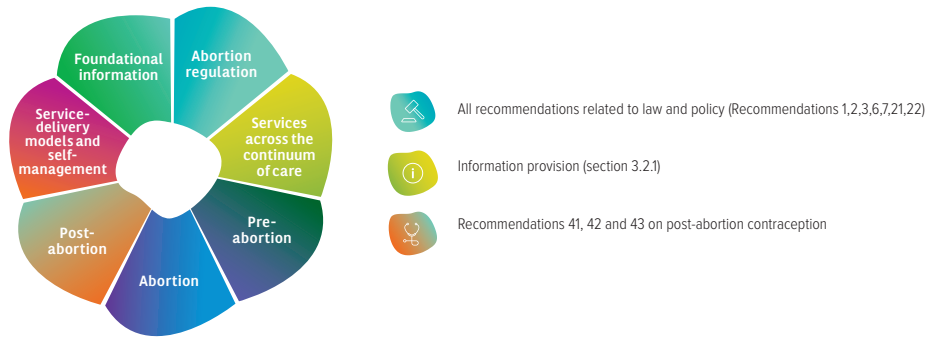 Foundational
information
Abortion
regulation
Services
across the
continuum
of care
Pre-
abortion
Abortion
Post-
abortion
Service-
delivery
models and
self-
management
All recommendations related to law and policy (Recommendations 1,2,3,6,7,21,22)
Information provision (section 3.2.1)
Recommendations 41, 42 and 43 on post-abortion contraception